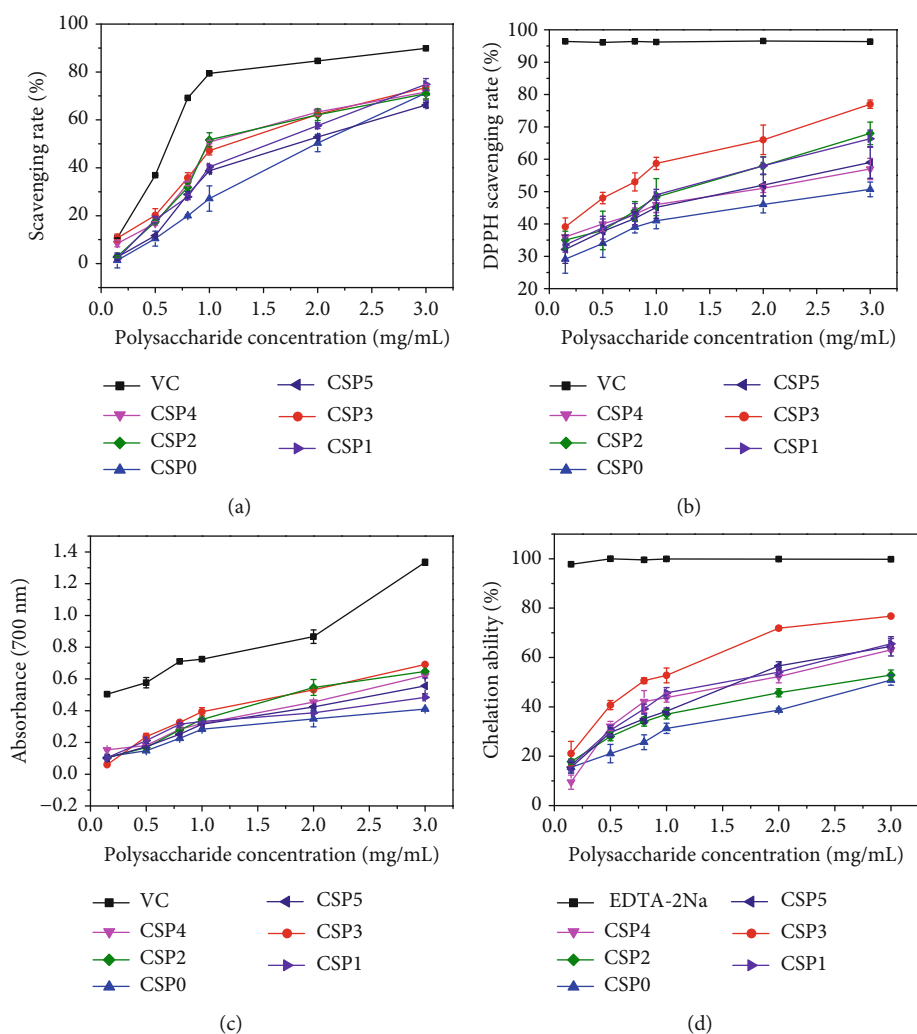 100
80
60
40
20
0
Scavenging rate (%)
0.0 0.5 1.0 1.5 2.0 2.5 3.0
Polysaccharide concentration (mg/mL)
VC
CSP4
CSP2
CSP0
CSP5
CSP3
CSP1
(a)
100
90
80
70
60
50
40
30
20
DPPH scavenging rate (%)
0.0 0.5 1.0 1.5 2.0 2.5 3.0
Polysaccharide concentration (mg/mL)
VC
CSP4
CSP2
CSP0
CSP5
CSP3
CSP1
(b)
1.4
1.2
1.0
0.8
0.6
0.4
0.2
0.0
−0.2
Absorbance (700 nm)
0.0 0.5 1.0 1.5 2.0 2.5 3.0
Polysaccharide concentration (mg/mL)
VC
CSP4
CSP2
CSP0
CSP5
CSP3
CSP1
(c)
100
80
60
40
20
0
Chelation ability (%)
0.0 0.5 1.0 1.5 2.0 2.5 3.0
Polysaccharide concentration (mg/mL)
EDTA-2Na
CSP4
CSP2
CSP0
CSP5
CSP3
CSP1
(d)